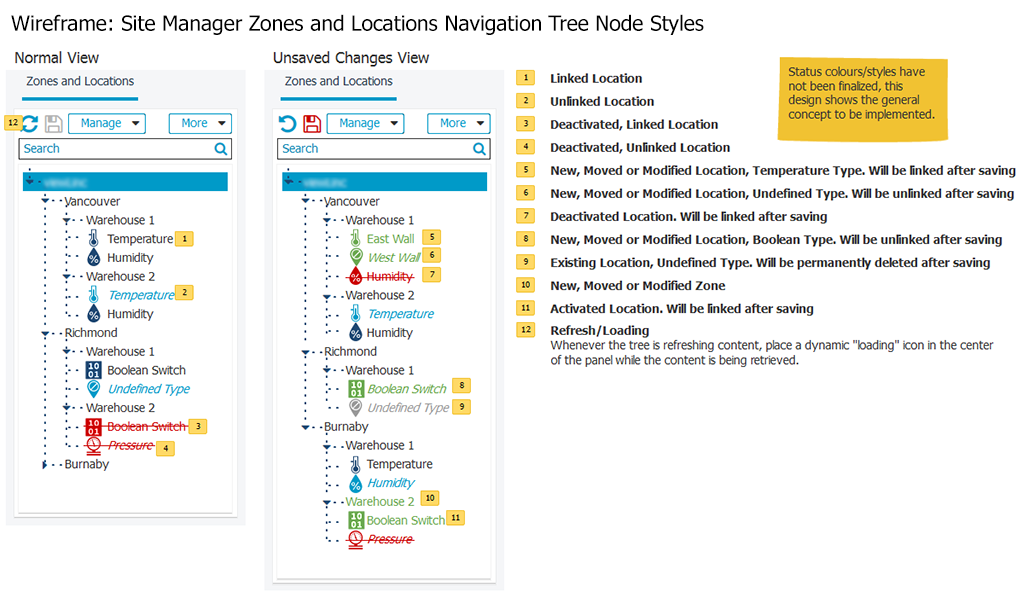 Wireframe: Site Manager Zones and Locations Navigation Tree Node Styles
Normal View
Zones and Locations
12
Manage
More
Search
Vancouver
Warehouse 1
Temperature 1
Humidity
Warehouse 2
Temperature 2
Humidity
Richmond
Warehouse 1
10
01
Boolean Switch
Undefined Type
Warehouse 2
10
01
Boolean Switch 3
Pressure 4
Burnaby
Unsaved Changes View
Zones and Locations
Manage
More
Search
Vancouver
Warehouse 1
East Wall 5
West Wall 6
Humidity 7
Warehouse 2
Temperature
Humidity
Richmond
Warehouse 1
10
01
Boolean Switch 8
Undefined Type 9
Burnaby
Warehouse 1
Temperature
Humidity
Warehouse 2 10
10
01
Boolean Switch 11
Pressure
1 Linked Location
2 Unlinked Location
3 Deactivated, Linked Location
4 Deactivated, Unlinked Location
5 New, Moved or Modified Location, Temperature Type. Will be linked after saving
6 New, Moved or Modified Location, Undefined Type. Will be unlinked after saving
7 Deactivated Location. Will be linked after saving
8 New, Moved or Modified Location, Boolean Type. Will be unlinked after saving
9 Existing Location, Undefined Type. Will be permanently deleted after saving
10 New, Moved or Modified Zone
11 Activated Location. Will be linked after saving
12 Refresh/Loading
Whenever the tree is refreshing content, place a dynamic "loading" icon in the center
of the panel while the content is being retrieved.
Status colours/styles have
not been finalized, this
design shows the general
concept to be implemented.